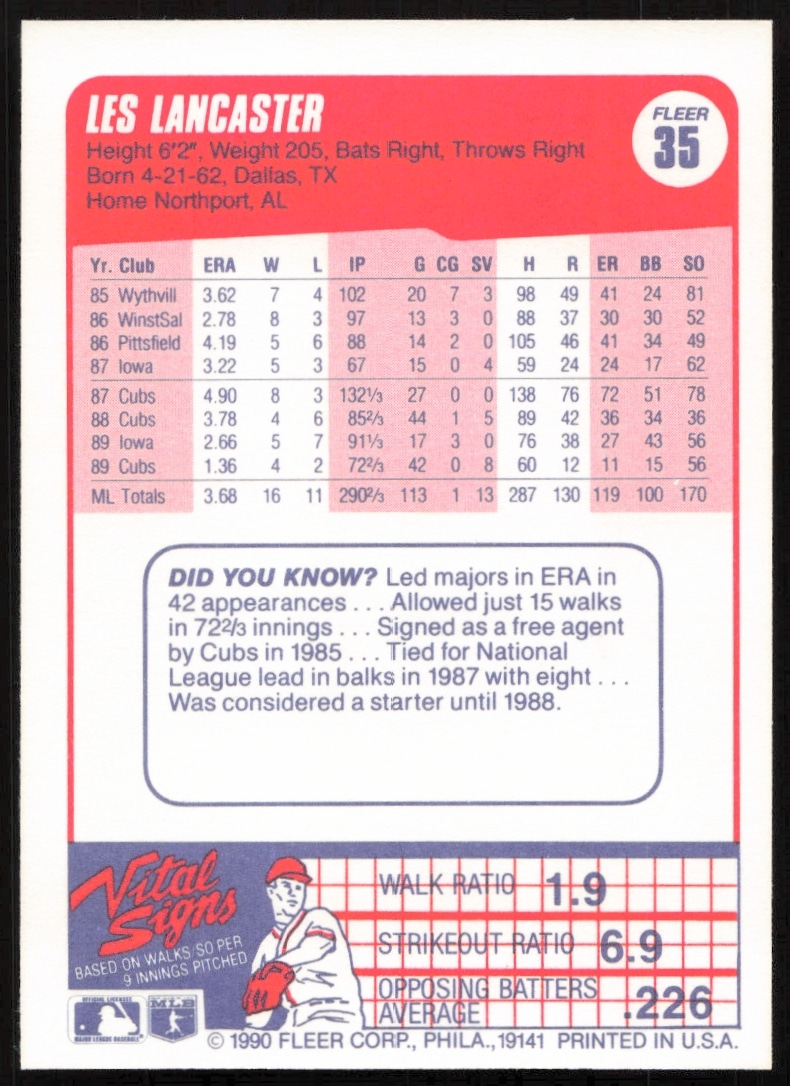 LES LANCASTER
FLEER
35
Height 6'2", Weight 205, Bats Right, Throws Right
Born 4-21-62, Dallas, TX
Home Northport, AL
Yr. Club ERA W L IP G CG SV H R ER BB SO
85 Wythvill 3.62 7 4 102 20 7 3 98 49 41 24 81
86 WinstSal 2.78 8 3 97 13 3 0 88 37 30 30 52
86 Pittsfield 4.19 5 6 88 14 2 0 105 46 41 34 49
87 Iowa 3.22 5 3 67 15 0 4 59 24 24 17 62
87 Cubs 4.90 8 3 132⅓ 27 0 0 138 76 72 51 78
88 Cubs 3.78 4 6 85⅔ 44 1 5 89 42 36 34 36
89 Iowa 2.66 5 7 91⅓ 17 3 0 76 38 27 43 56
89 Cubs 1.36 4 2 72⅔ 42 0 8 60 12 11 15 56
ML Totals 3.68 16 11 290⅔ 113 1 13 287 130 119 100 170
DID YOU KNOW? Led majors in ERA in
42 appearances . . . Allowed just 15 walks
in 72⅔ innings . . . Signed as a free agent
by Cubs in 1985 . . . Tied for National
League lead in balks in 1987 with eight . . .
Was considered a starter until 1988.
Vital
Signs
BASED ON WALKS/SO PER
9 INNINGS PITCHED
WALK RATIO 1.9
STRIKEOUT RATIO 6.9
OPPOSING BATTERS
AVERAGE .226
OFFICIAL LICENSEE
MAJOR LEAGUE BASEBALL
MLB
© 1990 FLEER CORP., PHILA., 19141 PRINTED IN U.S.A.